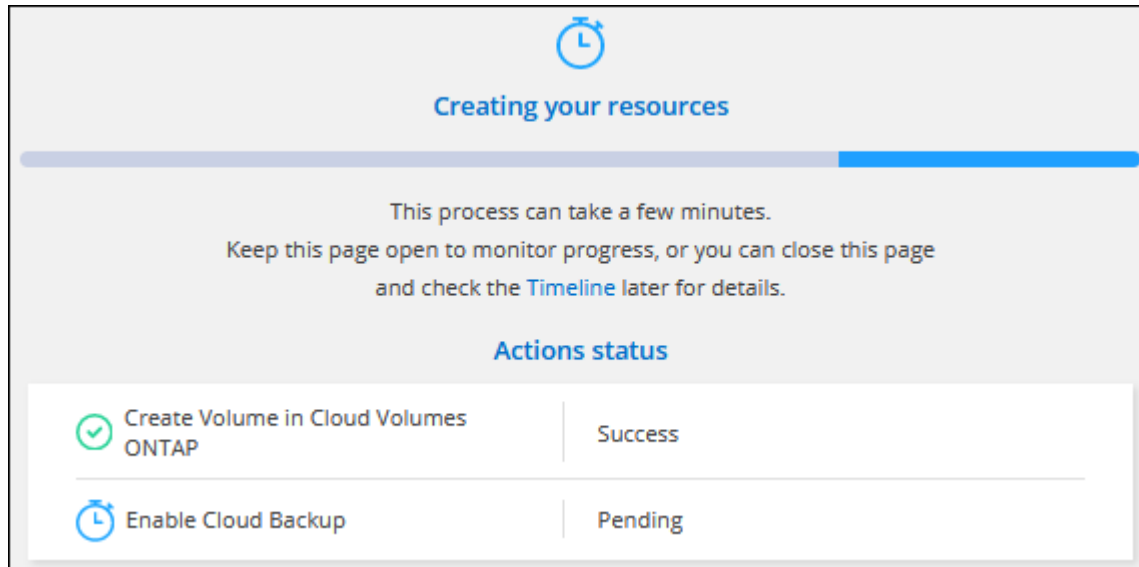 Creating your resources
This process can take a few minutes.
Keep this page open to monitor progress, or you can close this page
and check the Timeline later for details.
Actions status
Create Volume in Cloud Volumes
ONTAP
Success
Enable Cloud Backup
Pending